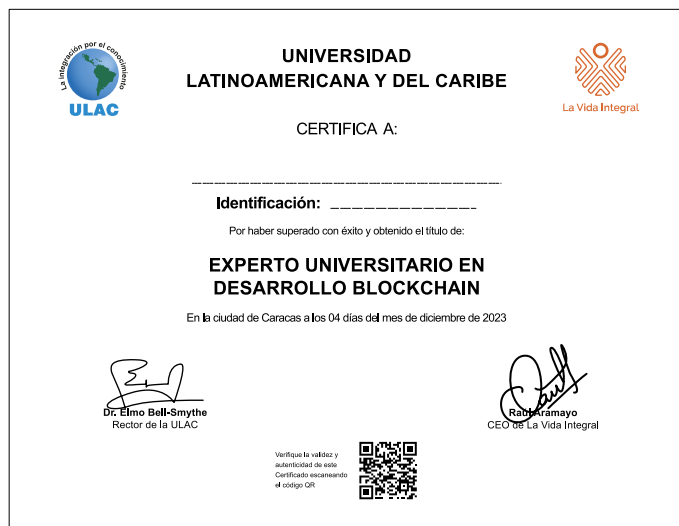 La integración por el conocimiento
ULAC
UNIVERSIDAD
LATINOAMERICANA Y DEL CARIBE
La Vida Integral
CERTIFICA A:
Identificación:
Por haber superado con éxito y obtenido el título de:
EXPERTO UNIVERSITARIO EN
DESARROLLO BLOCKCHAIN
En la ciudad de Caracas a los 04 días del mes de diciembre de 2023
Dr. Elmo Bell-Smythe
Rector de la ULAC
Raúl Aramayo
CEO de La Vida Integral
Verifique la validez y
autenticidad de este
Certificado escaneando
el código QR